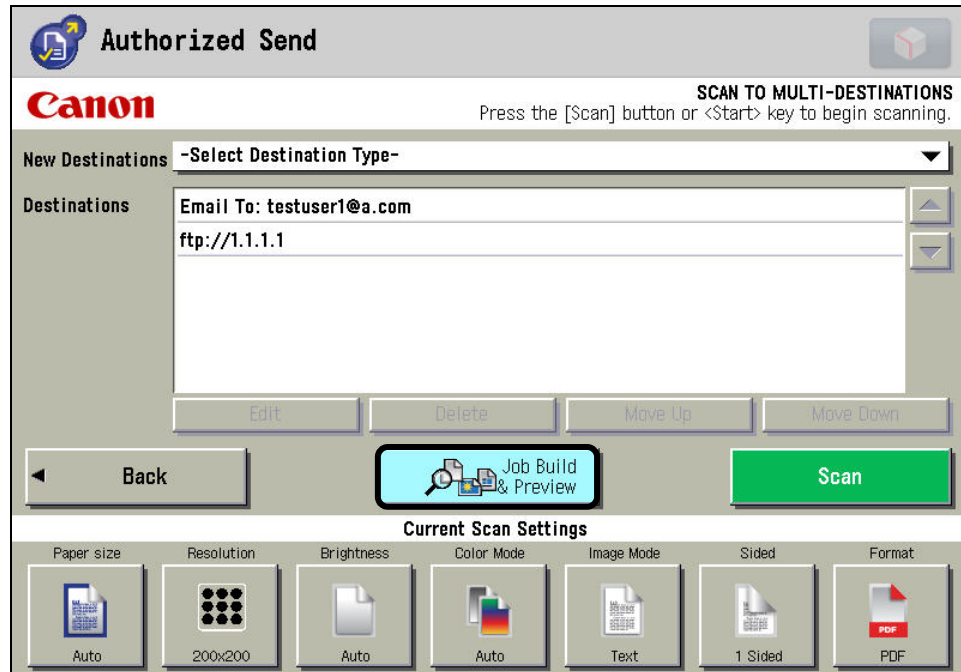 Authorized Send
Canon
SCAN TO MULTI-DESTINATIONS
Press the [Scan] button or <Start> key to begin scanning.
New Destinations
-Select Destination Type-
Destinations
Email To: testuser1@a.com
ftp://1.1.1.1
Edit
Delete
Move Up
Move Down
Back
Job Build
& Preview
Scan
Current Scan Settings
Paper size
Resolution
Brightness
Color Mode
Image Mode
Sided
Format
PDF
Auto
200x200
Auto
Auto
Text
1 Sided
PDF